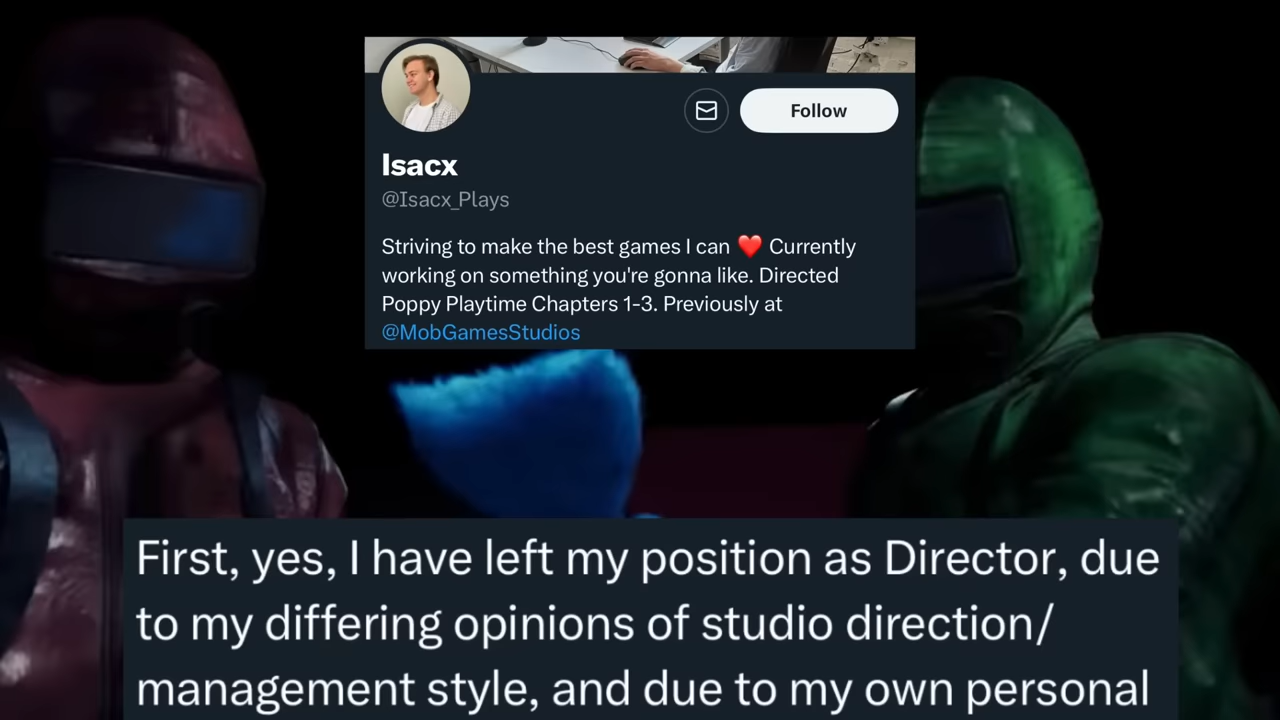 Follow
Isacx
@Isacx_Plays
Striving to make the best games I can ❤️ Currently
working on something you're gonna like. Directed
Poppy Playtime Chapters 1-3. Previously at
@MobGamesStudios
First, yes, I have left my position as Director, due
to my differing opinions of studio direction/
management style, and due to my own personal